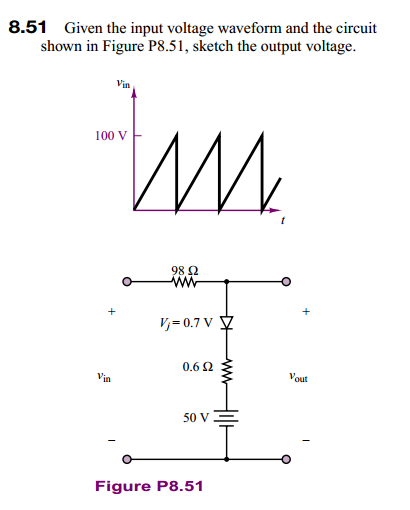 8.51 Given the input voltage waveform and the circuit
shown in Figure P8.51, sketch the output voltage.
Vin
100 V
t
98 Ω
+
+
Vj = 0.7 V
0.6 Ω
Vin
Vout
50 V
–
–
Figure P8.51